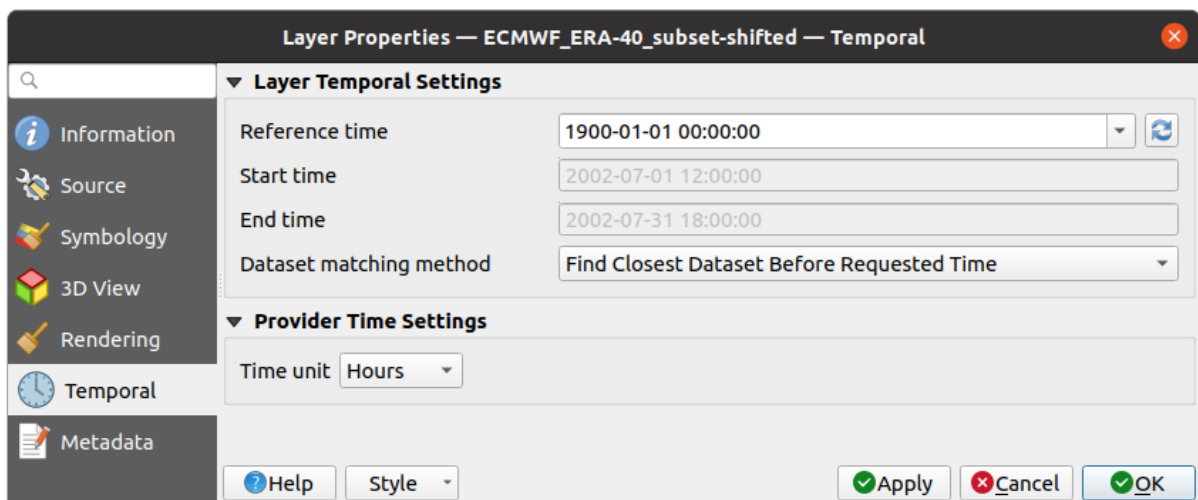 Layer Properties — ECMWF_ERA-40_subset-shifted — Temporal
Information
Source
Symbology
3D View
Rendering
Temporal
Metadata
Layer Temporal Settings
Reference time 1900-01-01 00:00:00
Start time 2002-07-01 12:00:00
End time 2002-07-31 18:00:00
Dataset matching method Find Closest Dataset Before Requested Time
Provider Time Settings
Time unit Hours
Help Style Apply Cancel OK